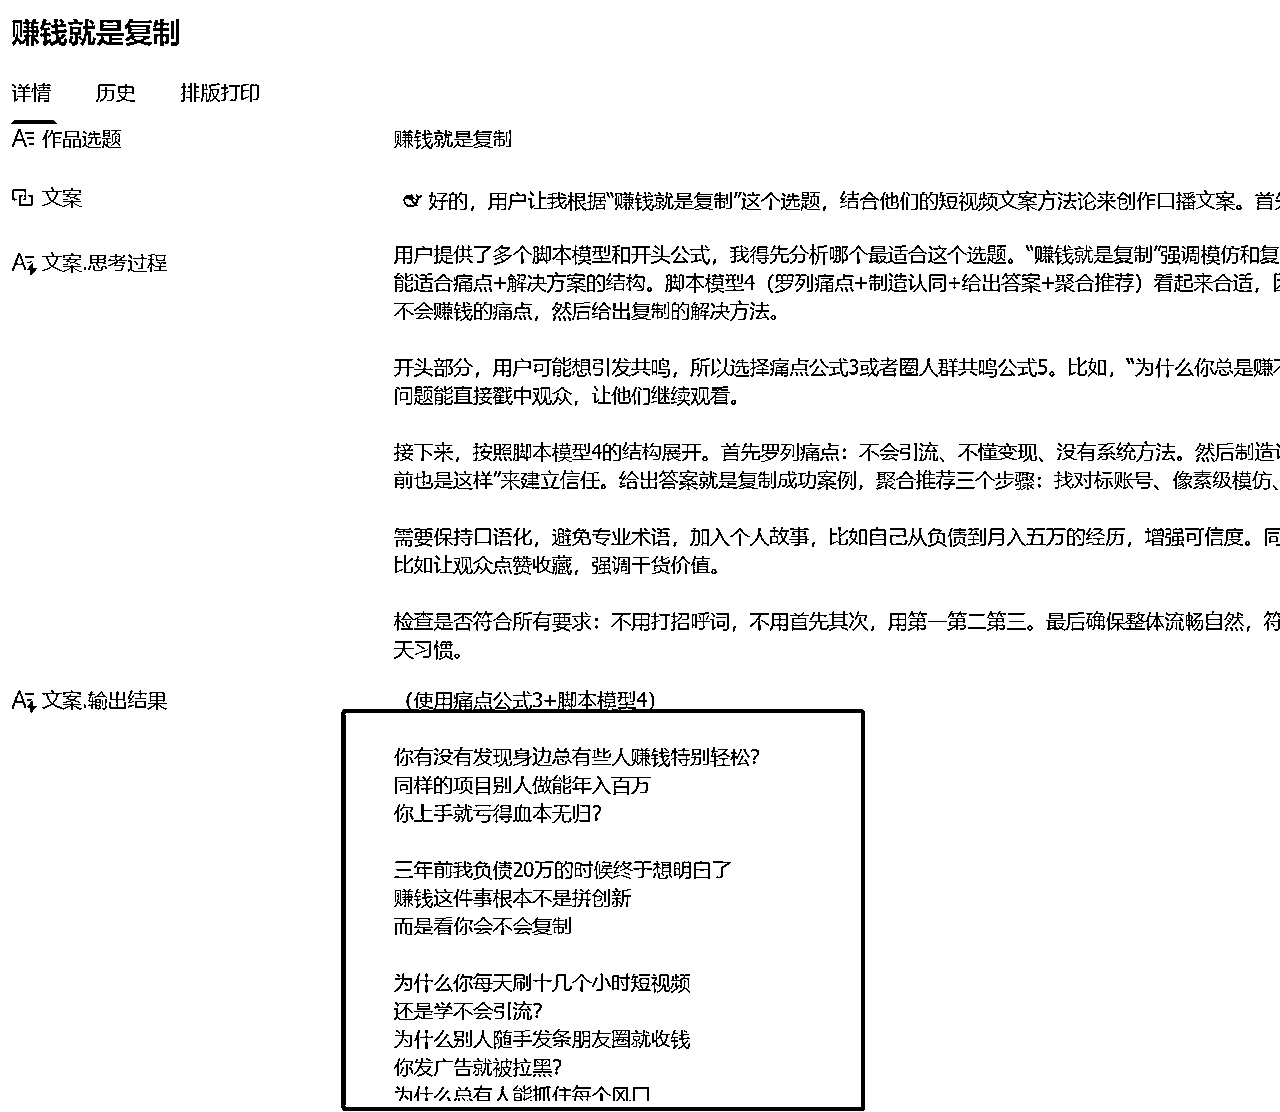 赚钱就是复制
详情 历史 排版打印
作品选题 赚钱就是复制
文案 好的，用户让我根据“赚钱就是复制”这个选题，结合他们的短视频文案方法论来创作口播文案。首
文案.思考过程
用户提供了多个脚本模型和开头公式，我得先分析哪个最适合这个选题。“赚钱就是复制”强调模仿和复
能适合痛点+解决方案的结构。脚本模型4（罗列痛点+制造认同+给出答案+聚合推荐）看起来合适，
不会赚钱的痛点，然后给出复制的解决方法。
开头部分，用户可能想引发共鸣，所以选择痛点公式3或者圈人群共鸣公式5。比如，“为什么你总是赚
问题能直接戳中观众，让他们继续观看。
接下来，按照脚本模型4的结构展开。首先罗列痛点：不会引流、不懂变现、没有系统方法。然后制造
前也是这样”来建立信任。给出答案就是复制成功案例，聚合推荐三个步骤：找对标账号、像素级模仿、
需要保持口语化，避免专业术语，加入个人故事，比如自己从负债到月入五万的经历，增强可信度。同
比如让观众点赞收藏，强调干货价值。
检查是否符合所有要求：不用打招呼词，不用首先其次，用第一第二第三。最后确保整体流畅自然，符
天习惯。
文案.输出结果 （使用痛点公式3+脚本模型4）
你有没有发现身边总有些人赚钱特别轻松？
同样的项目别人做能年入百万
你上手就亏得血本无归？
三年前我负债20万的时候终于想明白了
赚钱这件事根本不是拼创新
而是看你会不会复制
为什么你每天刷十几个小时短视频
还是学不会引流？
为什么别人随手发条朋友圈就收钱
你发广告就被拉黑？
为什么总有人能抓住每个风口